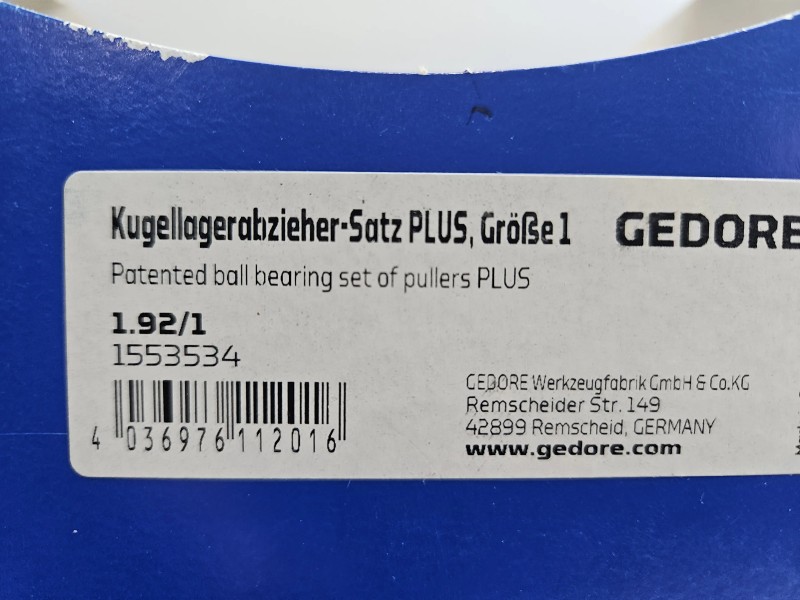 Kugellagerabzieher-Satz PLUS, Größe 1
GEDORE
Patented ball bearing set of pullers PLUS
1.92/1
1553534
4 036976 112016
GEDORE Werkzeugfabrik GmbH & Co.KG
Remscheider Str. 149
42899 Remscheid, GERMANY
www.gedore.com